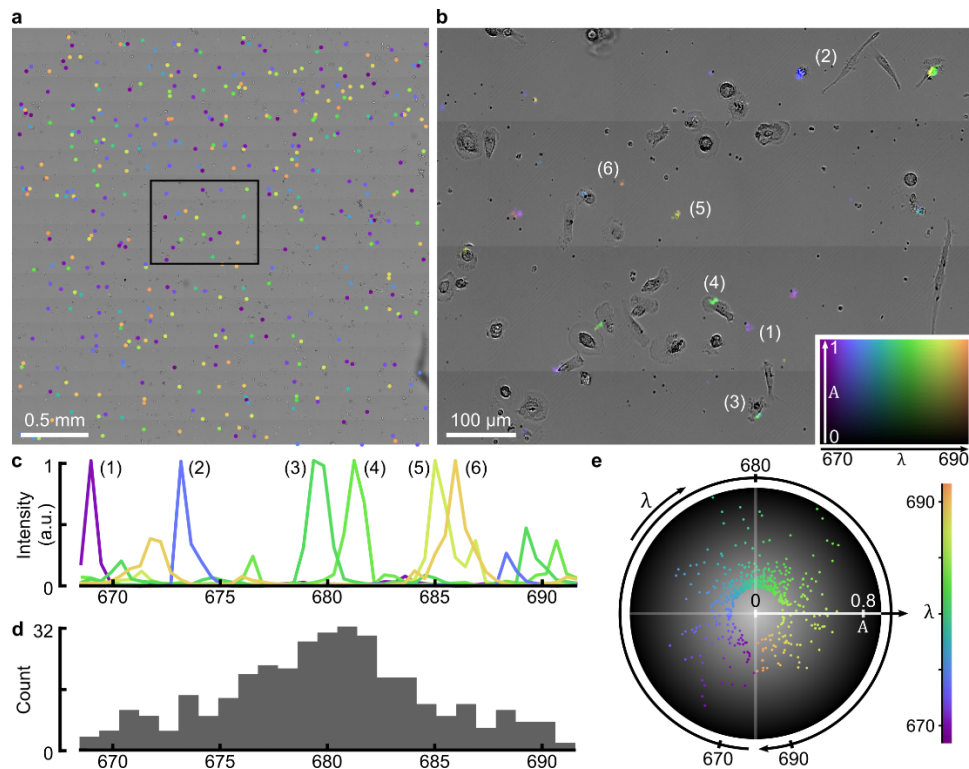 a
0.5 mm
b
(2)
(6)
(5)
(4)
(1)
(3)
100 µm
1
A
0
670 λ 690
c
Intensity
(a.u.)
1
0
(1) (2) (3) (4) (5) (6)
670 675 680 685 690
d
Count
32
0
670 675 680 685 690
e
680
λ
0
0.8
A
670 690
690
λ
670